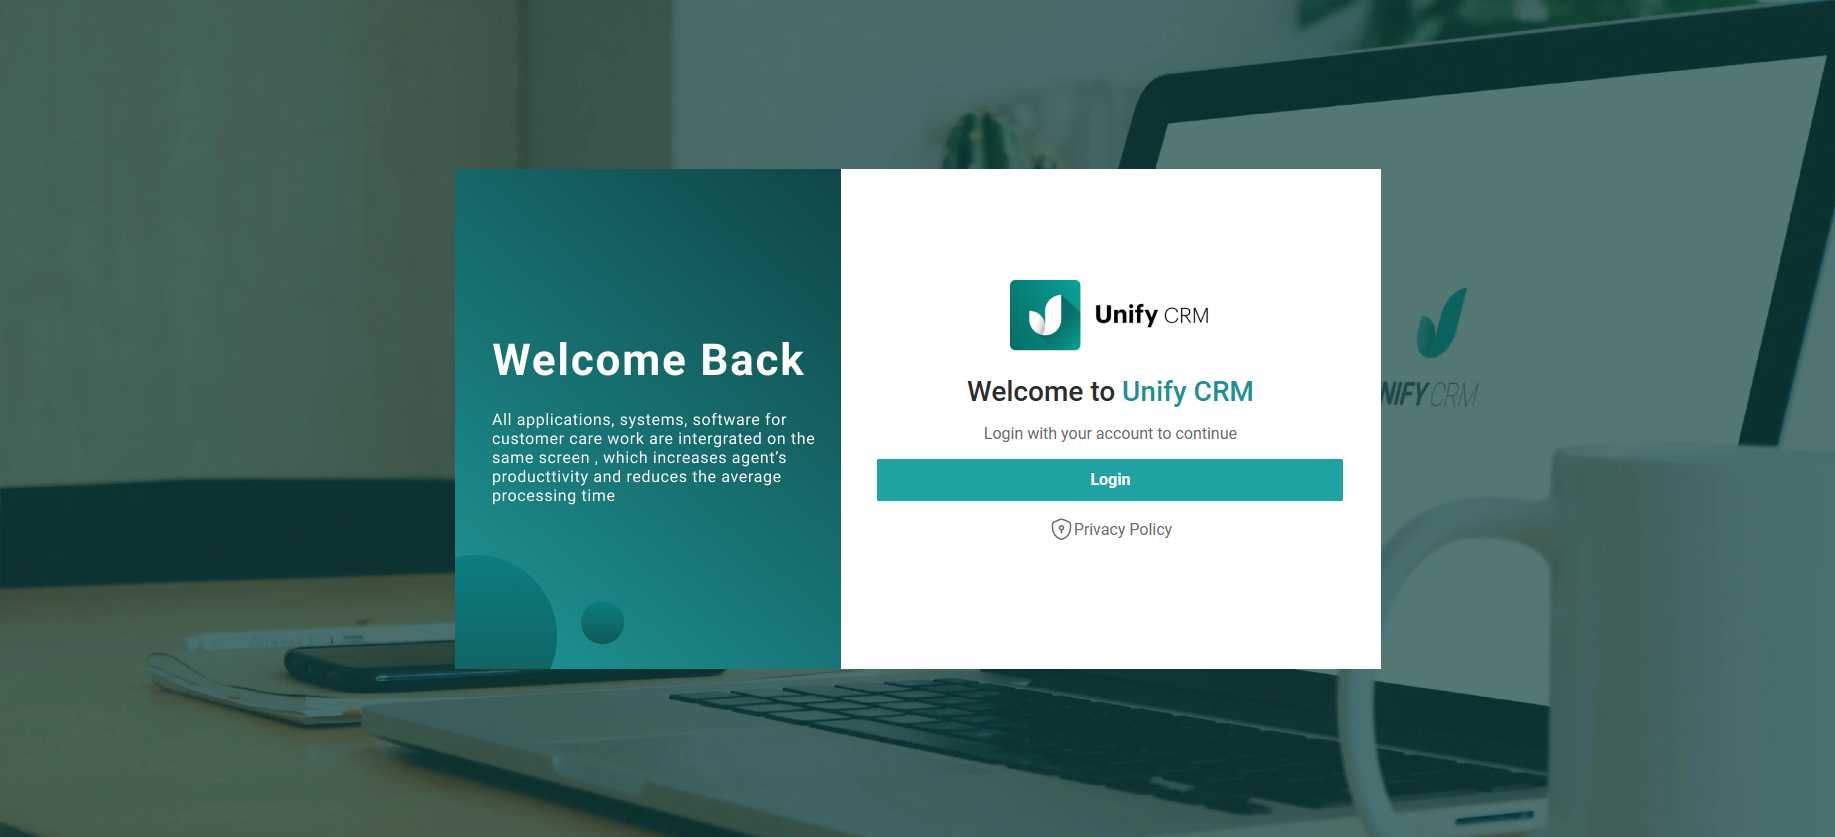 Welcome Back
All applications, systems, software for
customer care work are intergrated on the
same screen , which increases agent’s
producttivity and reduces the average
processing time
Unify CRM
Welcome to Unify CRM
Login with your account to continue
Login
Privacy Policy
NIFY CRM